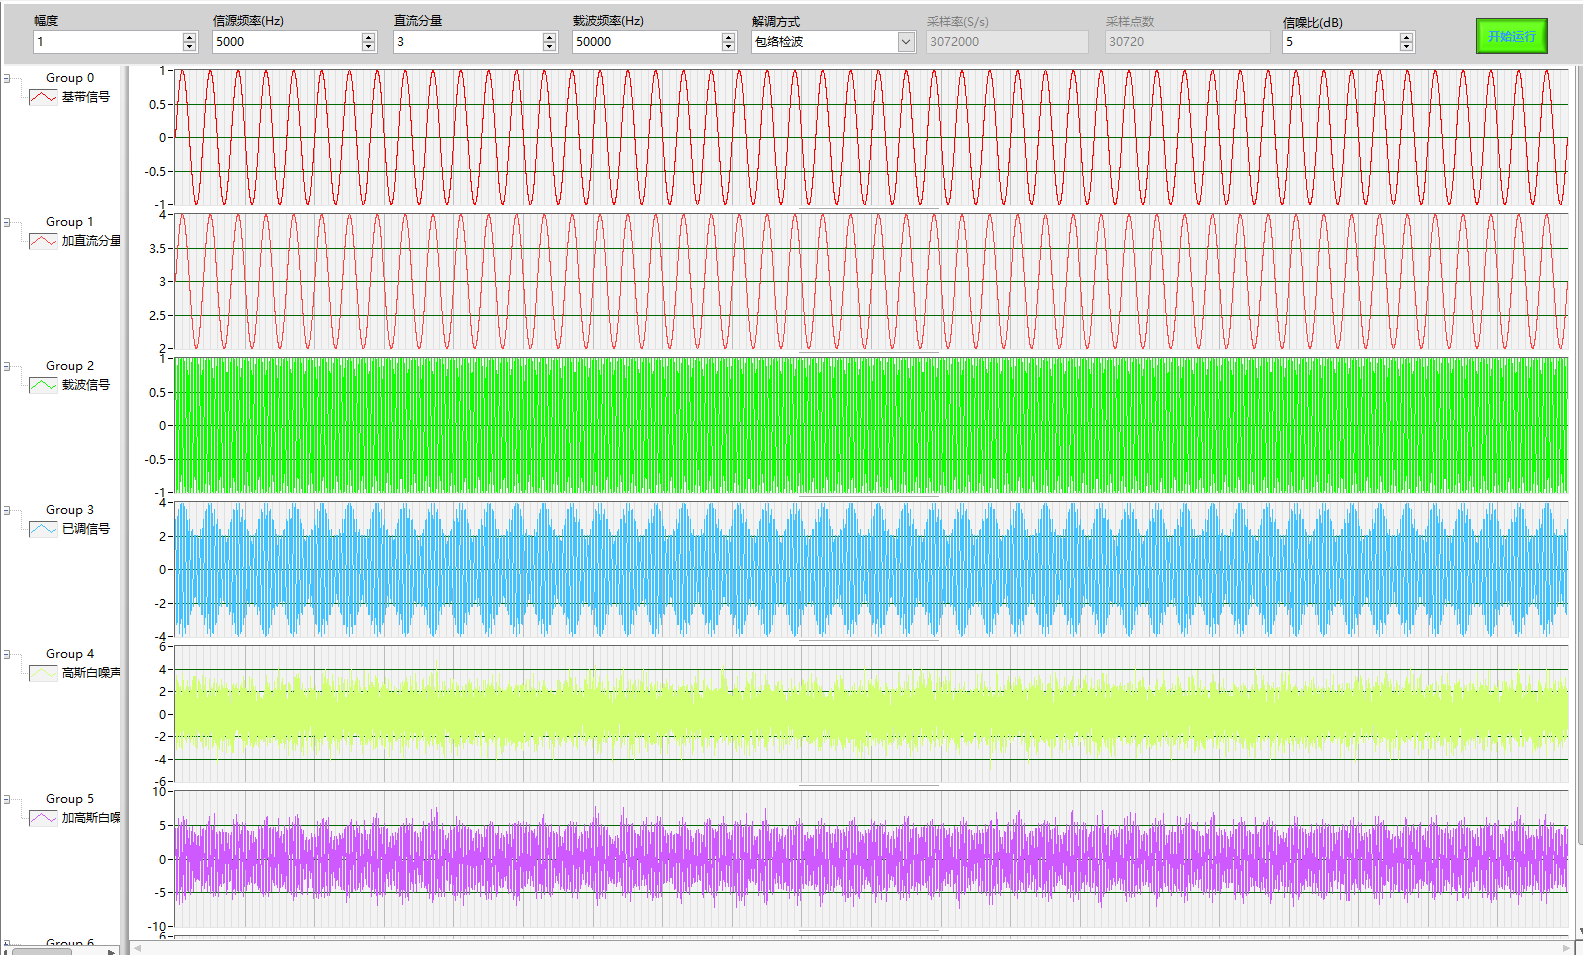 幅度 信源频率(Hz) 直流分量 载波频率(Hz) 解调方式 采样率(S/s) 采样点数 信噪比(dB)
1 5000 3 50000 包络检波 3072000 30720 5 开始运行
Group 0
基带信号
1
0.5
0
-0.5
-1
Group 1
加直流分量
4
3.5
3
2.5
2
Group 2
载波信号
1
0.5
0
-0.5
-1
Group 3
已调信号
4
2
0
-2
-4
Group 4
高斯白噪声
6
4
2
0
-2
-4
-6
Group 5
加高斯白噪
10
5
0
-5
-10
Group 6
6